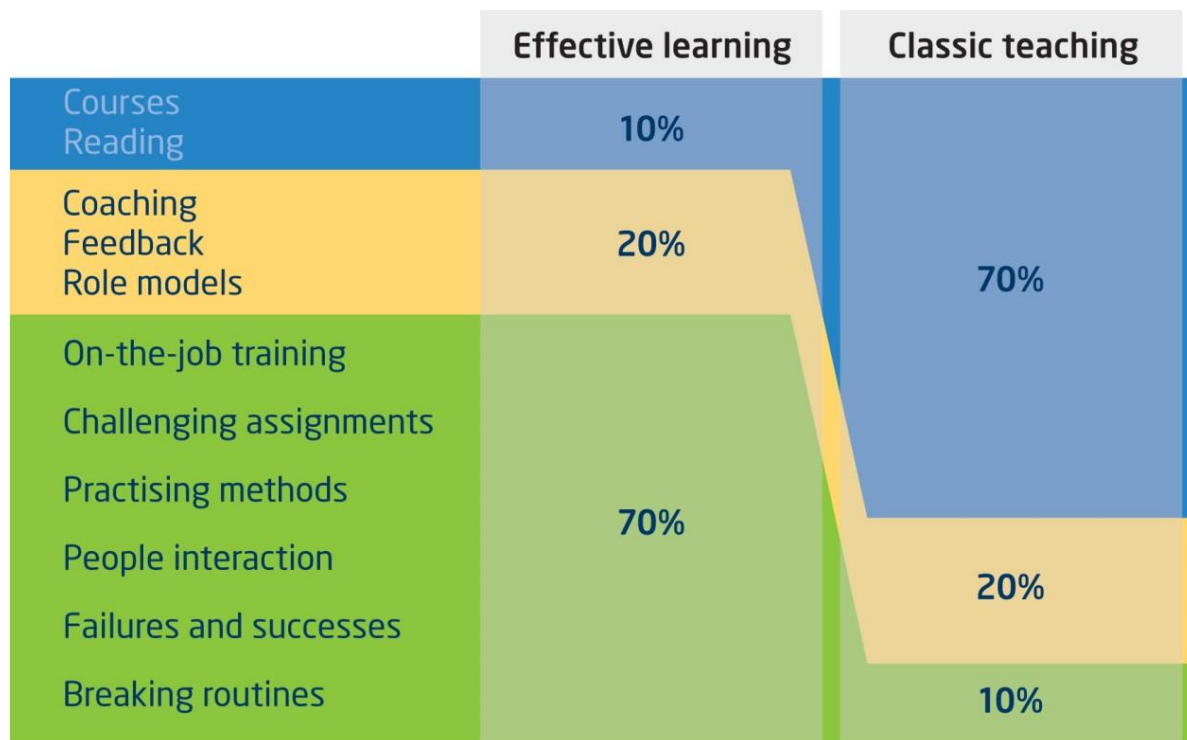 Effective learning
Classic teaching
Courses
Reading
10%
70%
Coaching
Feedback
Role models
20%
20%
On-the-job training
Challenging assignments
Practising methods
People interaction
Failures and successes
Breaking routines
70%
10%